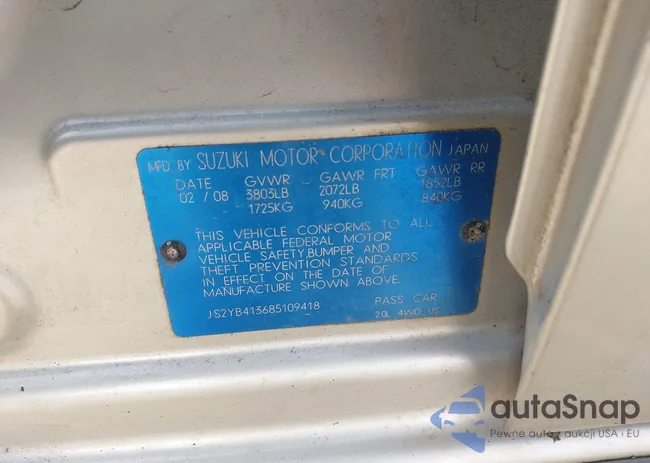 MFD BY SUZUKI MOTOR CORPORATION JAPAN
DATE GVWR GAWR FRT GAWR RR
02 / 08 3803LB 2072LB 1852LB
1725KG 940KG 840KG
THIS VEHICLE CONFORMS TO ALL
APPLICABLE FEDERAL MOTOR
VEHICLE SAFETY,BUMPER AND
THEFT PREVENTION STANDARDS
IN EFFECT ON THE DATE OF
MANUFACTURE SHOWN ABOVE.
JS2YB413685109418 PASS CAR
2.0L 4WD US
autaSnap
Pewne auta z aukcji USA i EU